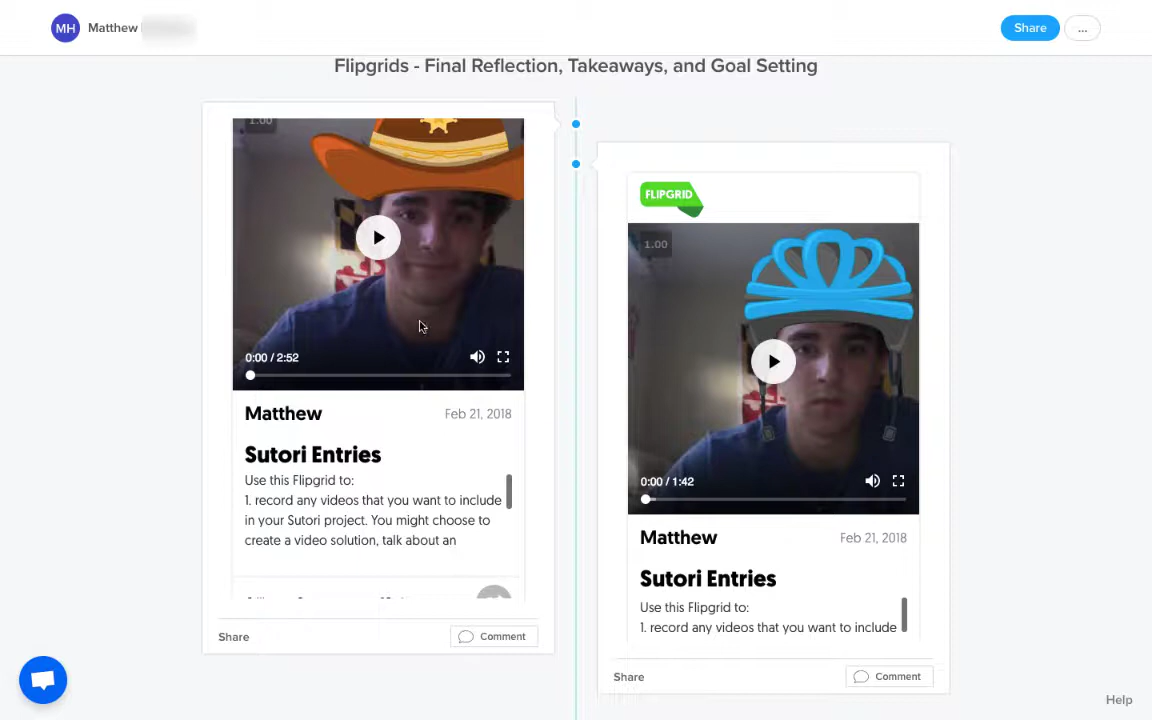 MH Matthew
Share ...
Flipgrids - Final Reflection, Takeaways, and Goal Setting
1.00
0:00 / 2:52
Matthew Feb 21, 2018
Sutori Entries
Use this Flipgrid to:
1. record any videos that you want to include
in your Sutori project. You might choose to
create a video solution, talk about an
Share Comment
FLIPGRID
1.00
0:00 / 1:42
Matthew Feb 21, 2018
Sutori Entries
Use this Flipgrid to:
1. record any videos that you want to include
Share Comment
Help